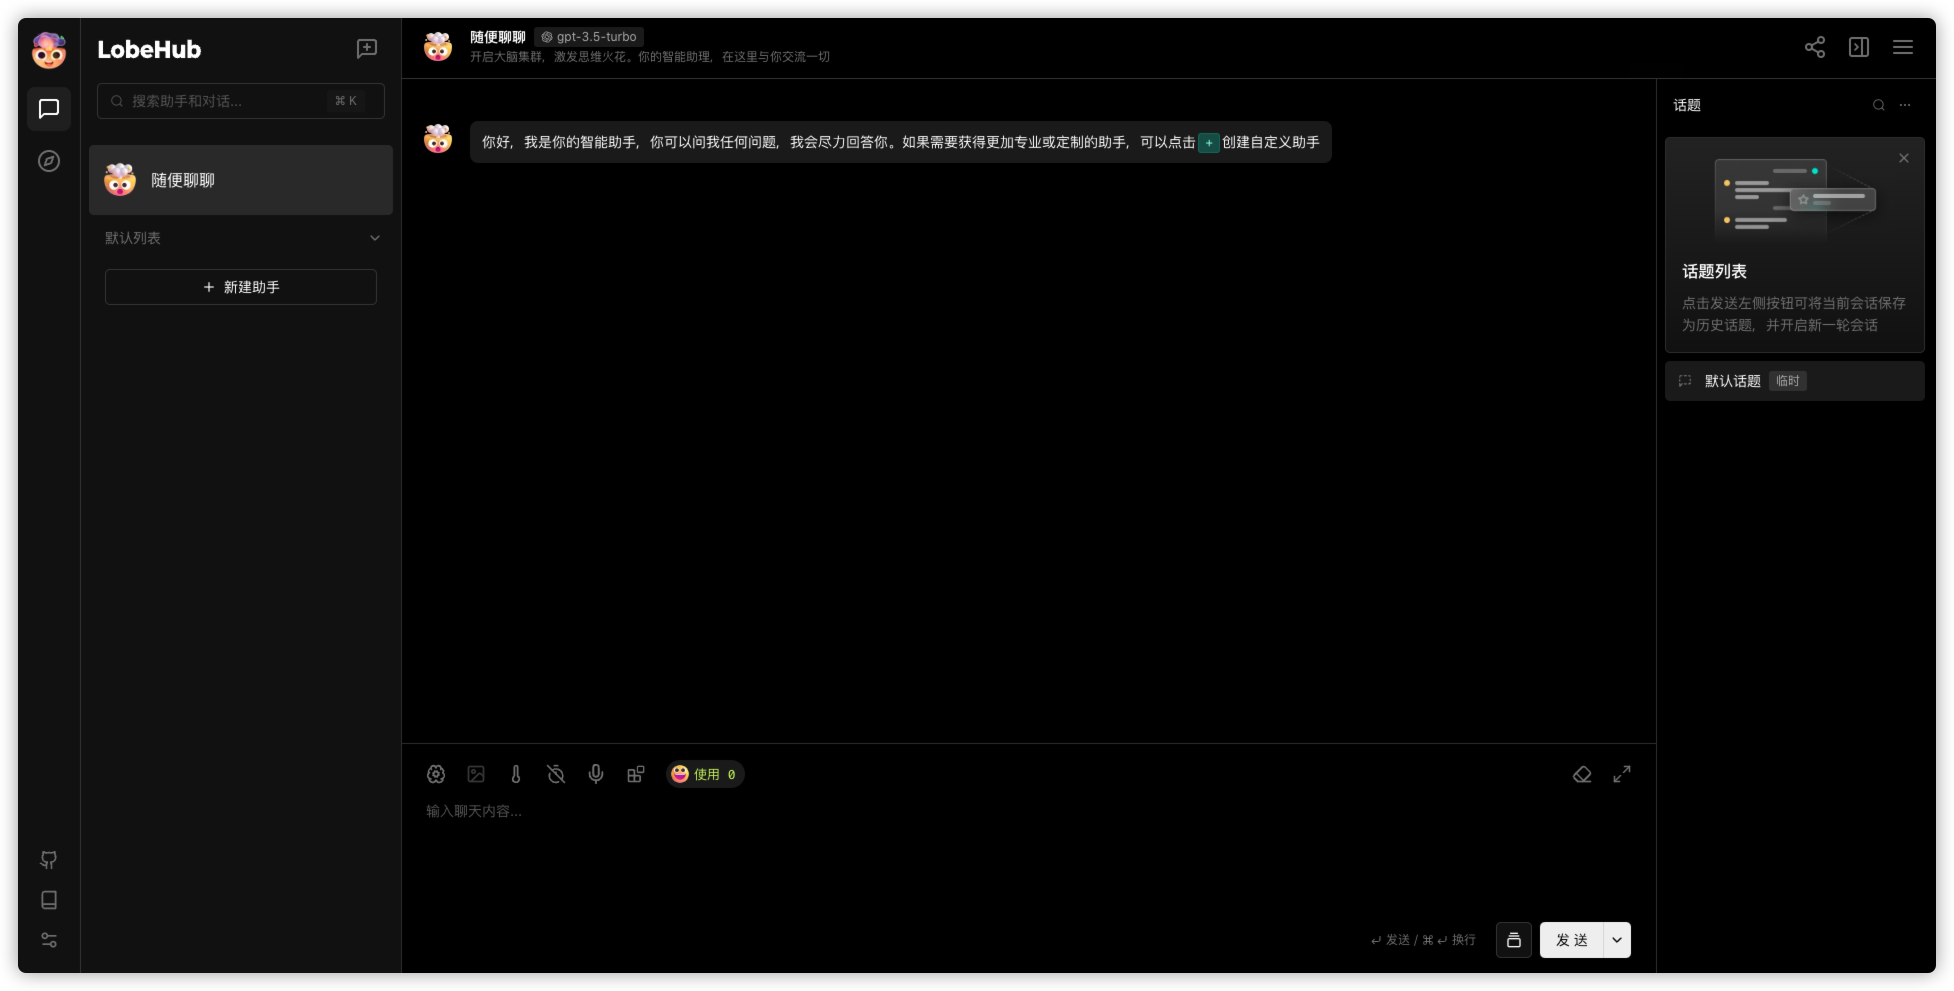 LobeHub
搜索助手和对话...
⌘ K
随便聊聊
默认列表
+ 新建助手
随便聊聊 gpt-3.5-turbo
开启大脑集群，激发思维火花。你的智能助理，在这里与你交流一切
你好，我是你的智能助手，你可以问我任何问题，我会尽力回答你。如果需要获得更加专业或定制的助手，可以点击 + 创建自定义助手
使用 0
输入聊天内容...
↵ 发送 / ⌘ ↵ 换行
发 送
话题
话题列表
点击发送左侧按钮可将当前会话保存
为历史话题，并开启新一轮会话
默认话题 临时